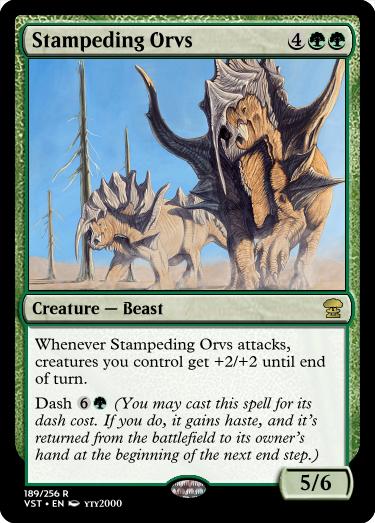 Stampeding Orvs 4
Creature — Beast
Whenever Stampeding Orvs attacks,
creatures you control get +2/+2 until end
of turn.
Dash 6 (You may cast this spell for its
dash cost. If you do, it gains haste, and it's
returned from the battlefield to its owner's
hand at the beginning of the next end step.)
5/6
189/256 R
VST • EN YTY2000